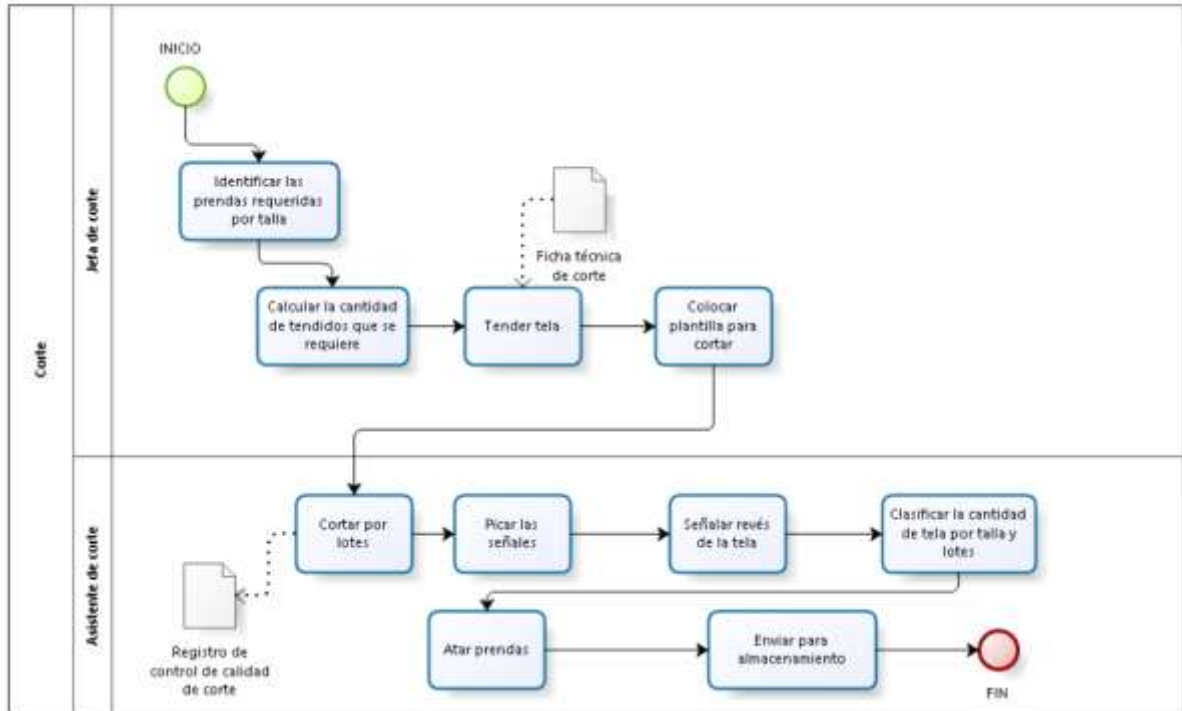 Corte
Jefa de corte
INICIO
Identificar las
prendas requeridas
por talla
Ficha técnica
de corte
Calcular la cantidad
de tendidos que se
requiere
Tender tela
Colocar
plantilla para
cortar
Asistente de corte
Cortar por
lotes
Picar las
señales
Señalar revés
de la tela
Clasificar la cantidad
de tela por talla y
lotes
Registro de
control de calidad
de corte
Atar prendas
Enviar para
almacenamiento
FIN